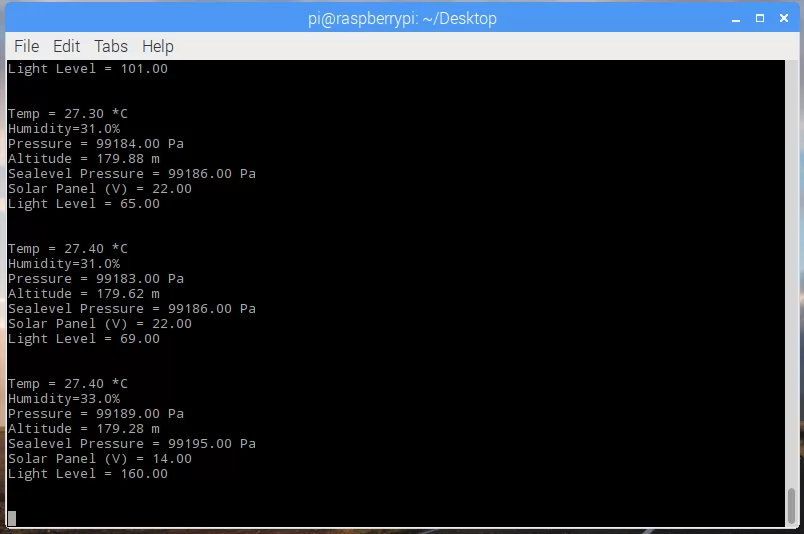 pi@raspberrypi: ~/Desktop
File Edit Tabs Help
Light Level = 101.00
Temp = 27.30 *C
Humidity=31.0%
Pressure = 99184.00 Pa
Altitude = 179.88 m
Sealevel Pressure = 99186.00 Pa
Solar Panel (V) = 22.00
Light Level = 65.00
Temp = 27.40 *C
Humidity=31.0%
Pressure = 99183.00 Pa
Altitude = 179.62 m
Sealevel Pressure = 99186.00 Pa
Solar Panel (V) = 22.00
Light Level = 69.00
Temp = 27.40 *C
Humidity=33.0%
Pressure = 99189.00 Pa
Altitude = 179.28 m
Sealevel Pressure = 99195.00 Pa
Solar Panel (V) = 14.00
Light Level = 160.00